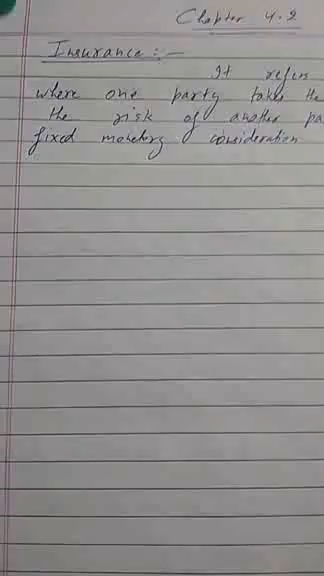 Chapter 4.2
Insurance :-
It refers
where one party takes the
the risk of another pa
fixed monetary consideration